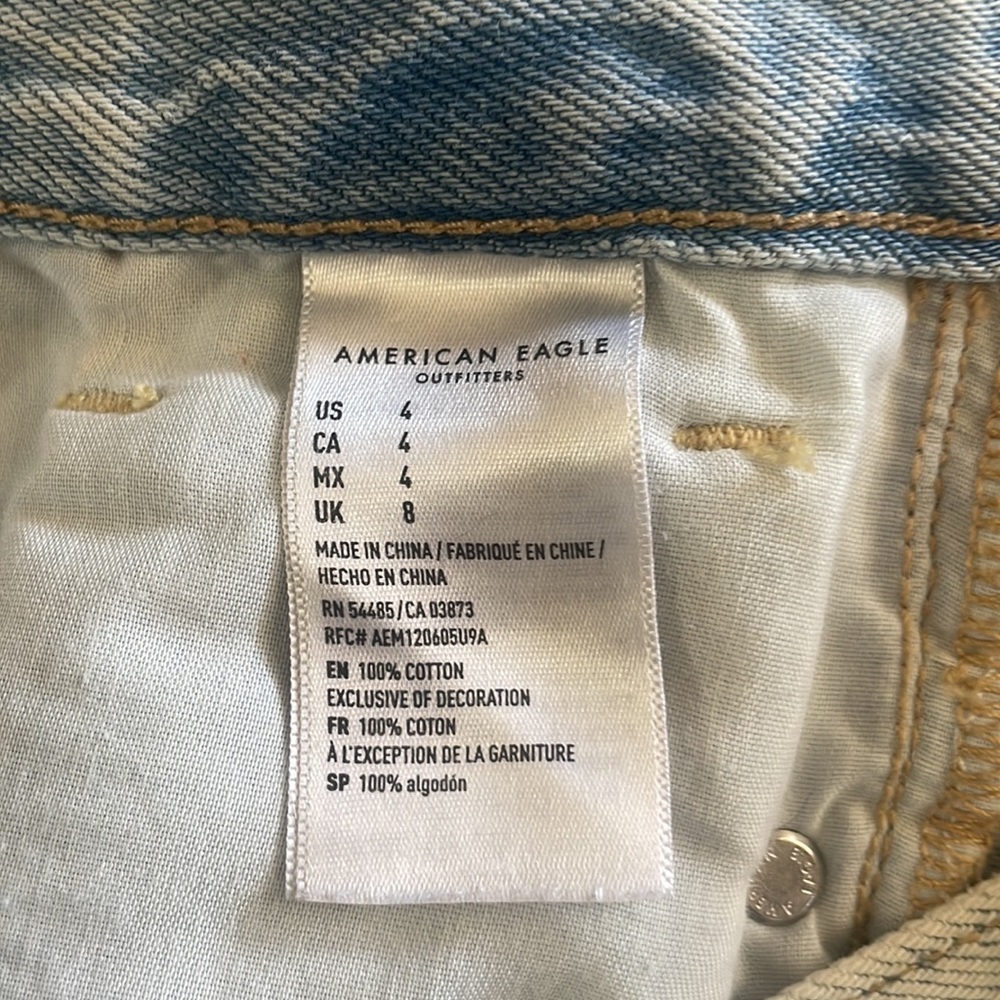 AMERICAN EAGLE
OUTFITTERS
US 4
CA 4
MX 4
UK 8
MADE IN CHINA / FABRIQUÉ EN CHINE /
HECHO EN CHINA
RN 54485 / CA 03873
RFC# AEM120605U9A
EN 100% COTTON
EXCLUSIVE OF DECORATION
FR 100% COTON
À L'EXCEPTION DE LA GARNITURE
SP 100% algodón